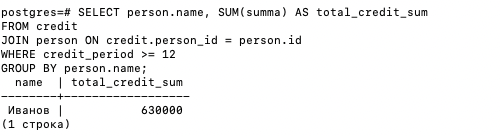 postgres=# SELECT person.name, SUM(summa) AS total_credit_sum
FROM credit
JOIN person ON credit.person_id = person.id
WHERE credit_period >= 12
GROUP BY person.name;
  name  | total_credit_sum
--------+------------------
 Иванов |           630000
(1 строка)